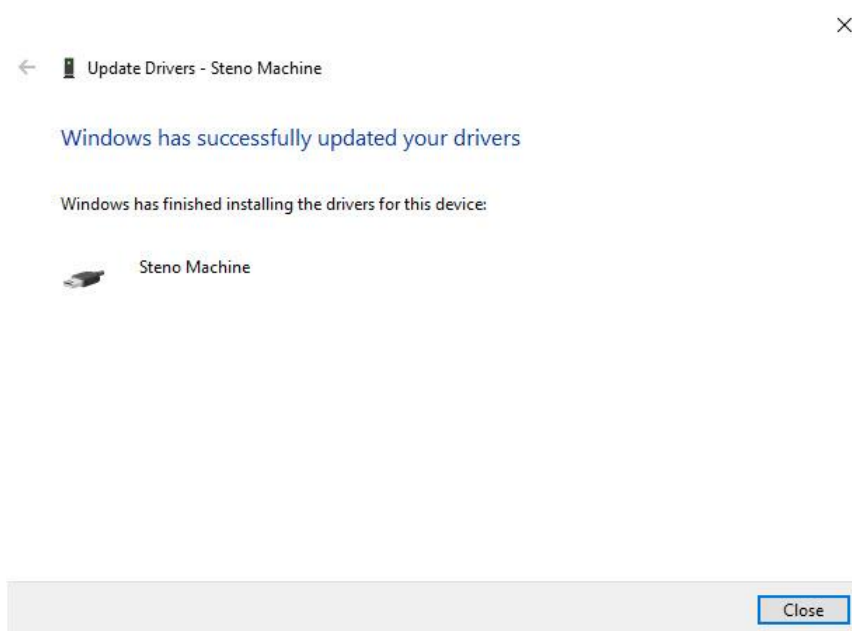 Update Drivers - Steno Machine
Windows has successfully updated your drivers
Windows has finished installing the drivers for this device:
Steno Machine
Close